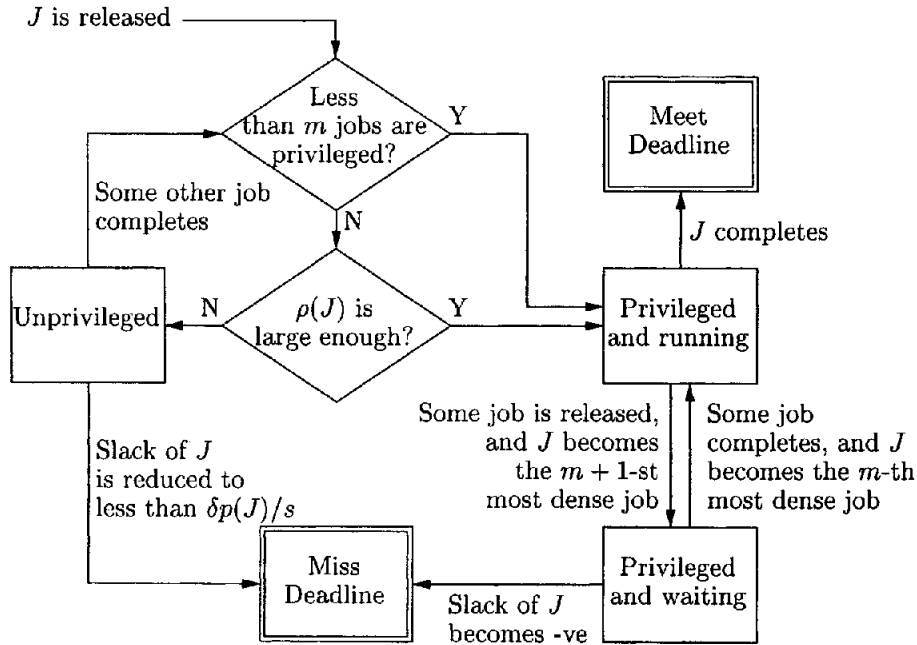 J is released
Less
than m jobs are
privileged?
Y
Meet
Deadline
Some other job
completes
N
J completes
Unprivileged
N
ρ(J) is
large enough?
Y
Privileged
and running
Some job is released,
and J becomes
the m + 1-st
most dense job
Some job
completes, and J
becomes the m-th
most dense job
Slack of J
is reduced to
less than δp(J)/s
Miss
Deadline
Slack of J
becomes -ve
Privileged
and waiting